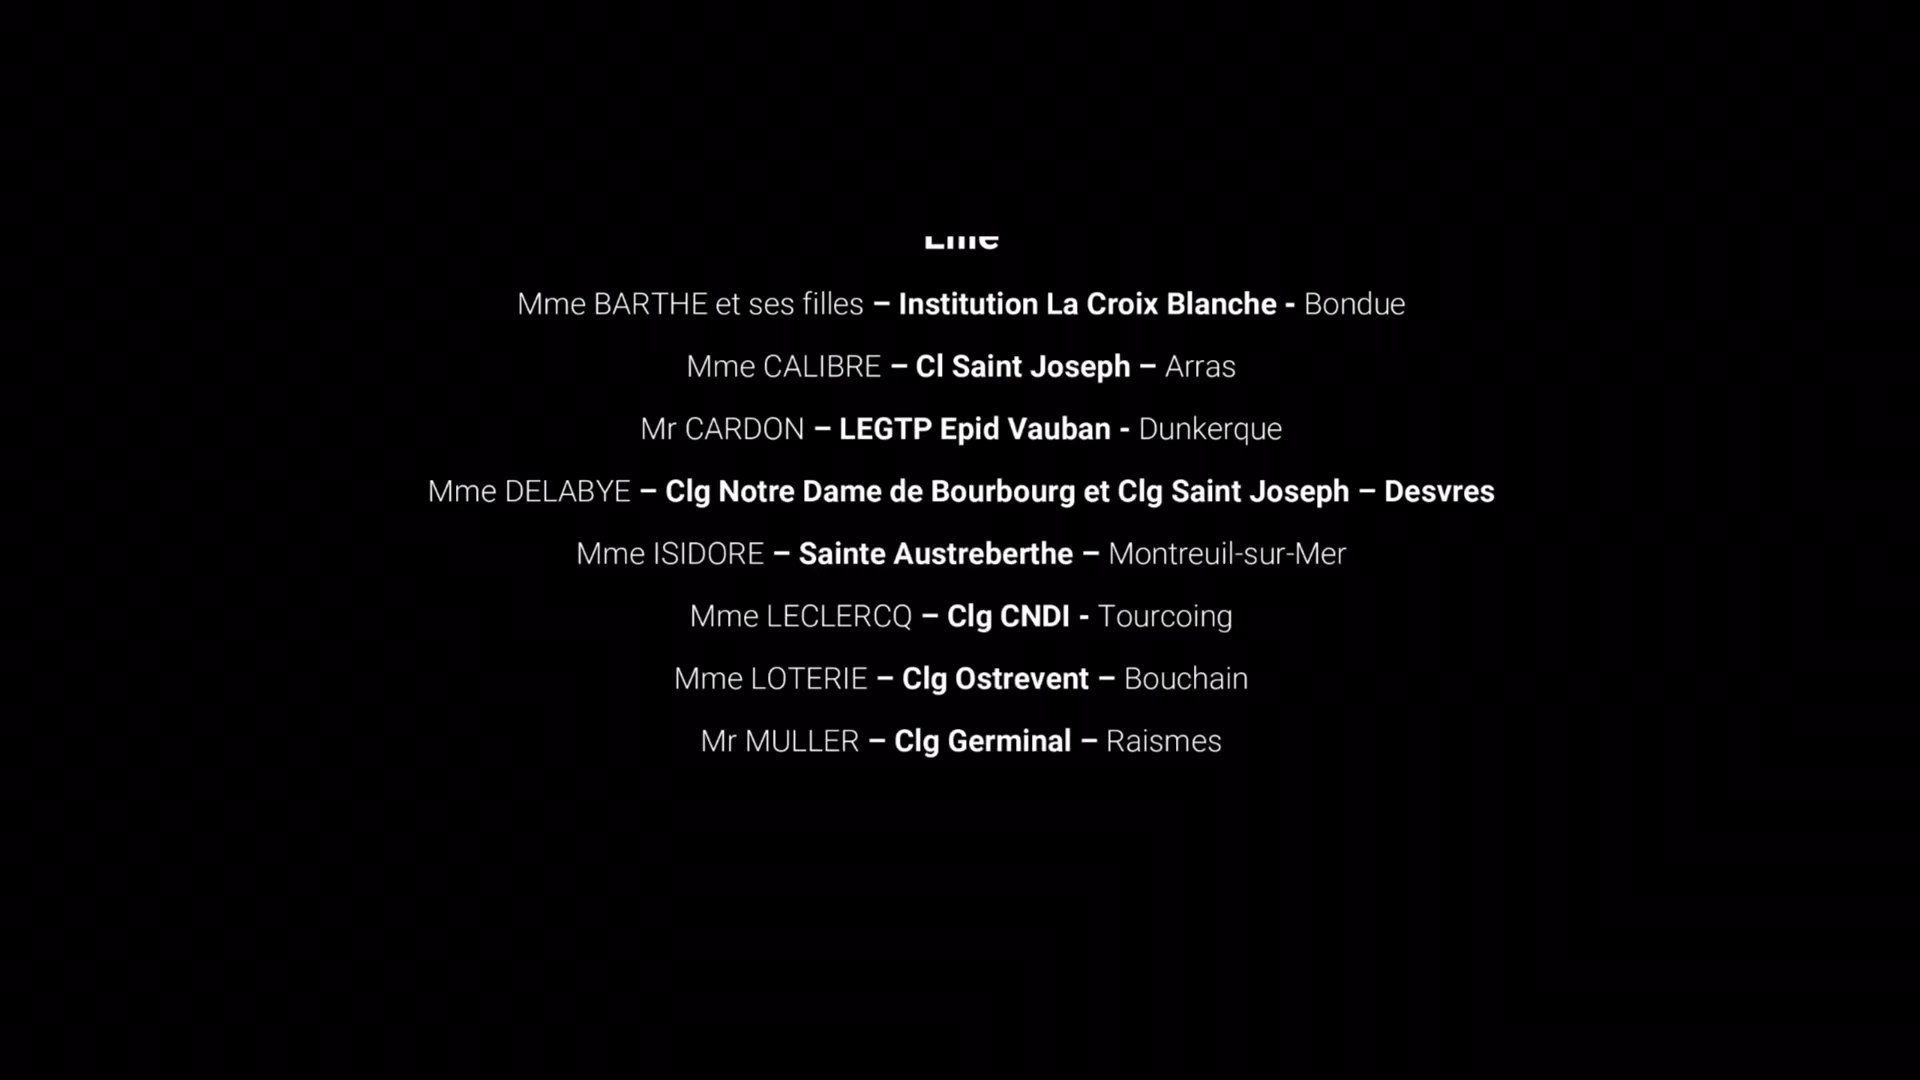 Lille
Mme BARTHE et ses filles – Institution La Croix Blanche - Bondue
Mme CALIBRE – Cl Saint Joseph – Arras
Mr CARDON – LEGTP Epid Vauban - Dunkerque
Mme DELABYE – Clg Notre Dame de Bourbourg et Clg Saint Joseph – Desvres
Mme ISIDORE – Sainte Austreberthe – Montreuil-sur-Mer
Mme LECLERCQ – Clg CNDI - Tourcoing
Mme LOTERIE – Clg Ostrevent – Bouchain
Mr MULLER – Clg Germinal – Raismes